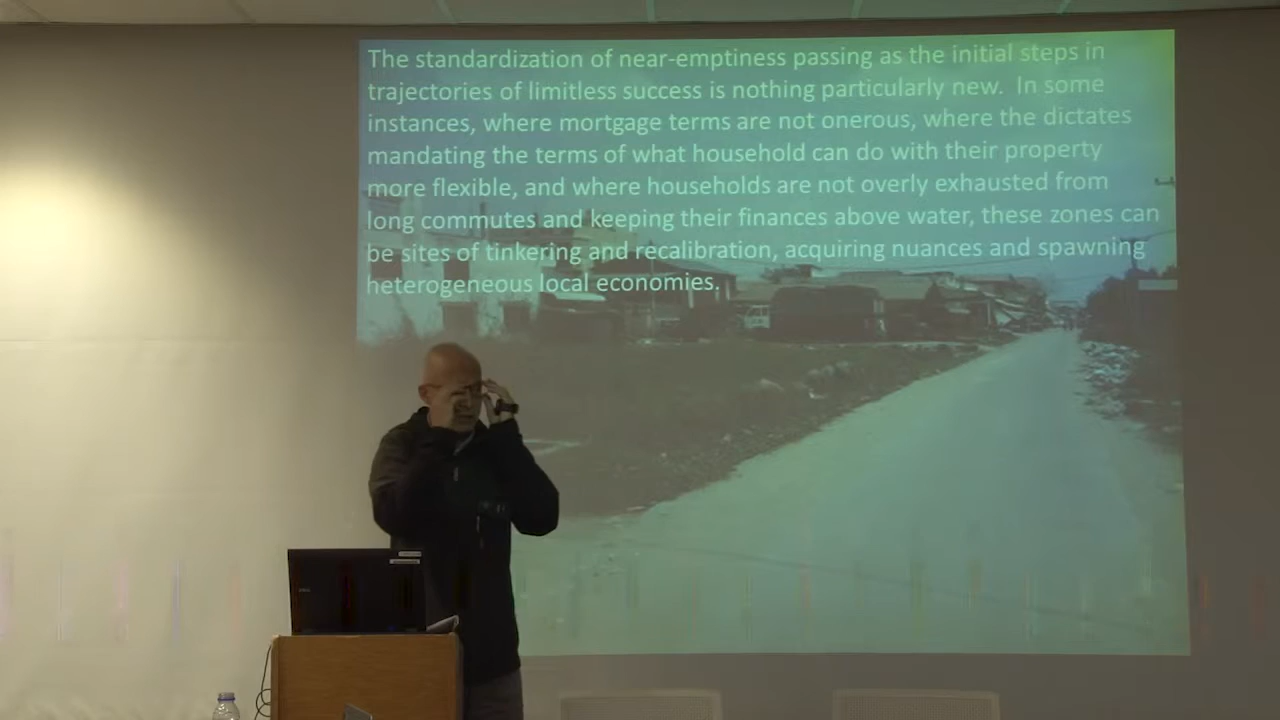 The standardization of near-emptiness passing as the initial steps in
trajectories of limitless success is nothing particularly new.  In some
instances, where mortgage terms are not onerous, where the dictates
mandating the terms of what household can do with their property
more flexible, and where households are not overly exhausted from
long commutes and keeping their finances above water, these zones can
be sites of tinkering and recalibration, acquiring nuances and spawning
heterogeneous local economies.